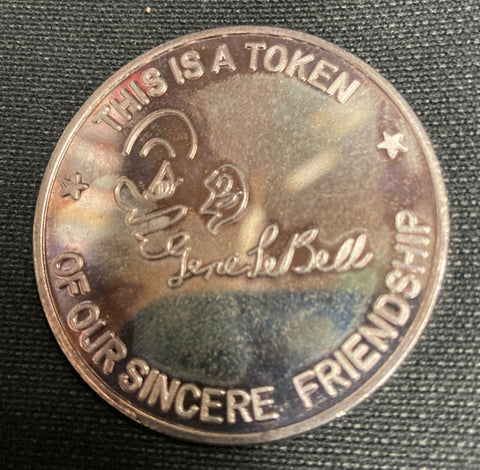 THIS IS A TOKEN
Gene LeBell
OF OUR SINCERE FRIENDSHIP